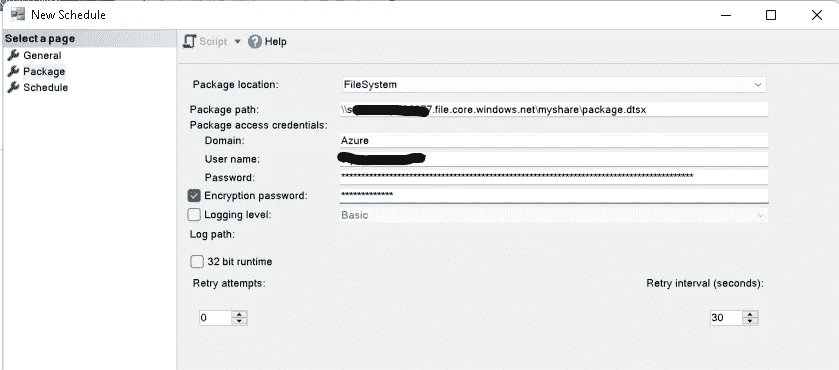 New Schedule
Select a page
General
Package
Schedule
Script Help
Package location: FileSystem
Package path: \\s 7.file.core.windows.net\myshare\package.dtsx
Package access credentials:
Domain: Azure
User name:
Password: ****************************************************************************************
Encryption password: *************
Logging level: Basic
Log path:
32 bit runtime
Retry attempts: Retry interval (seconds):
0 30